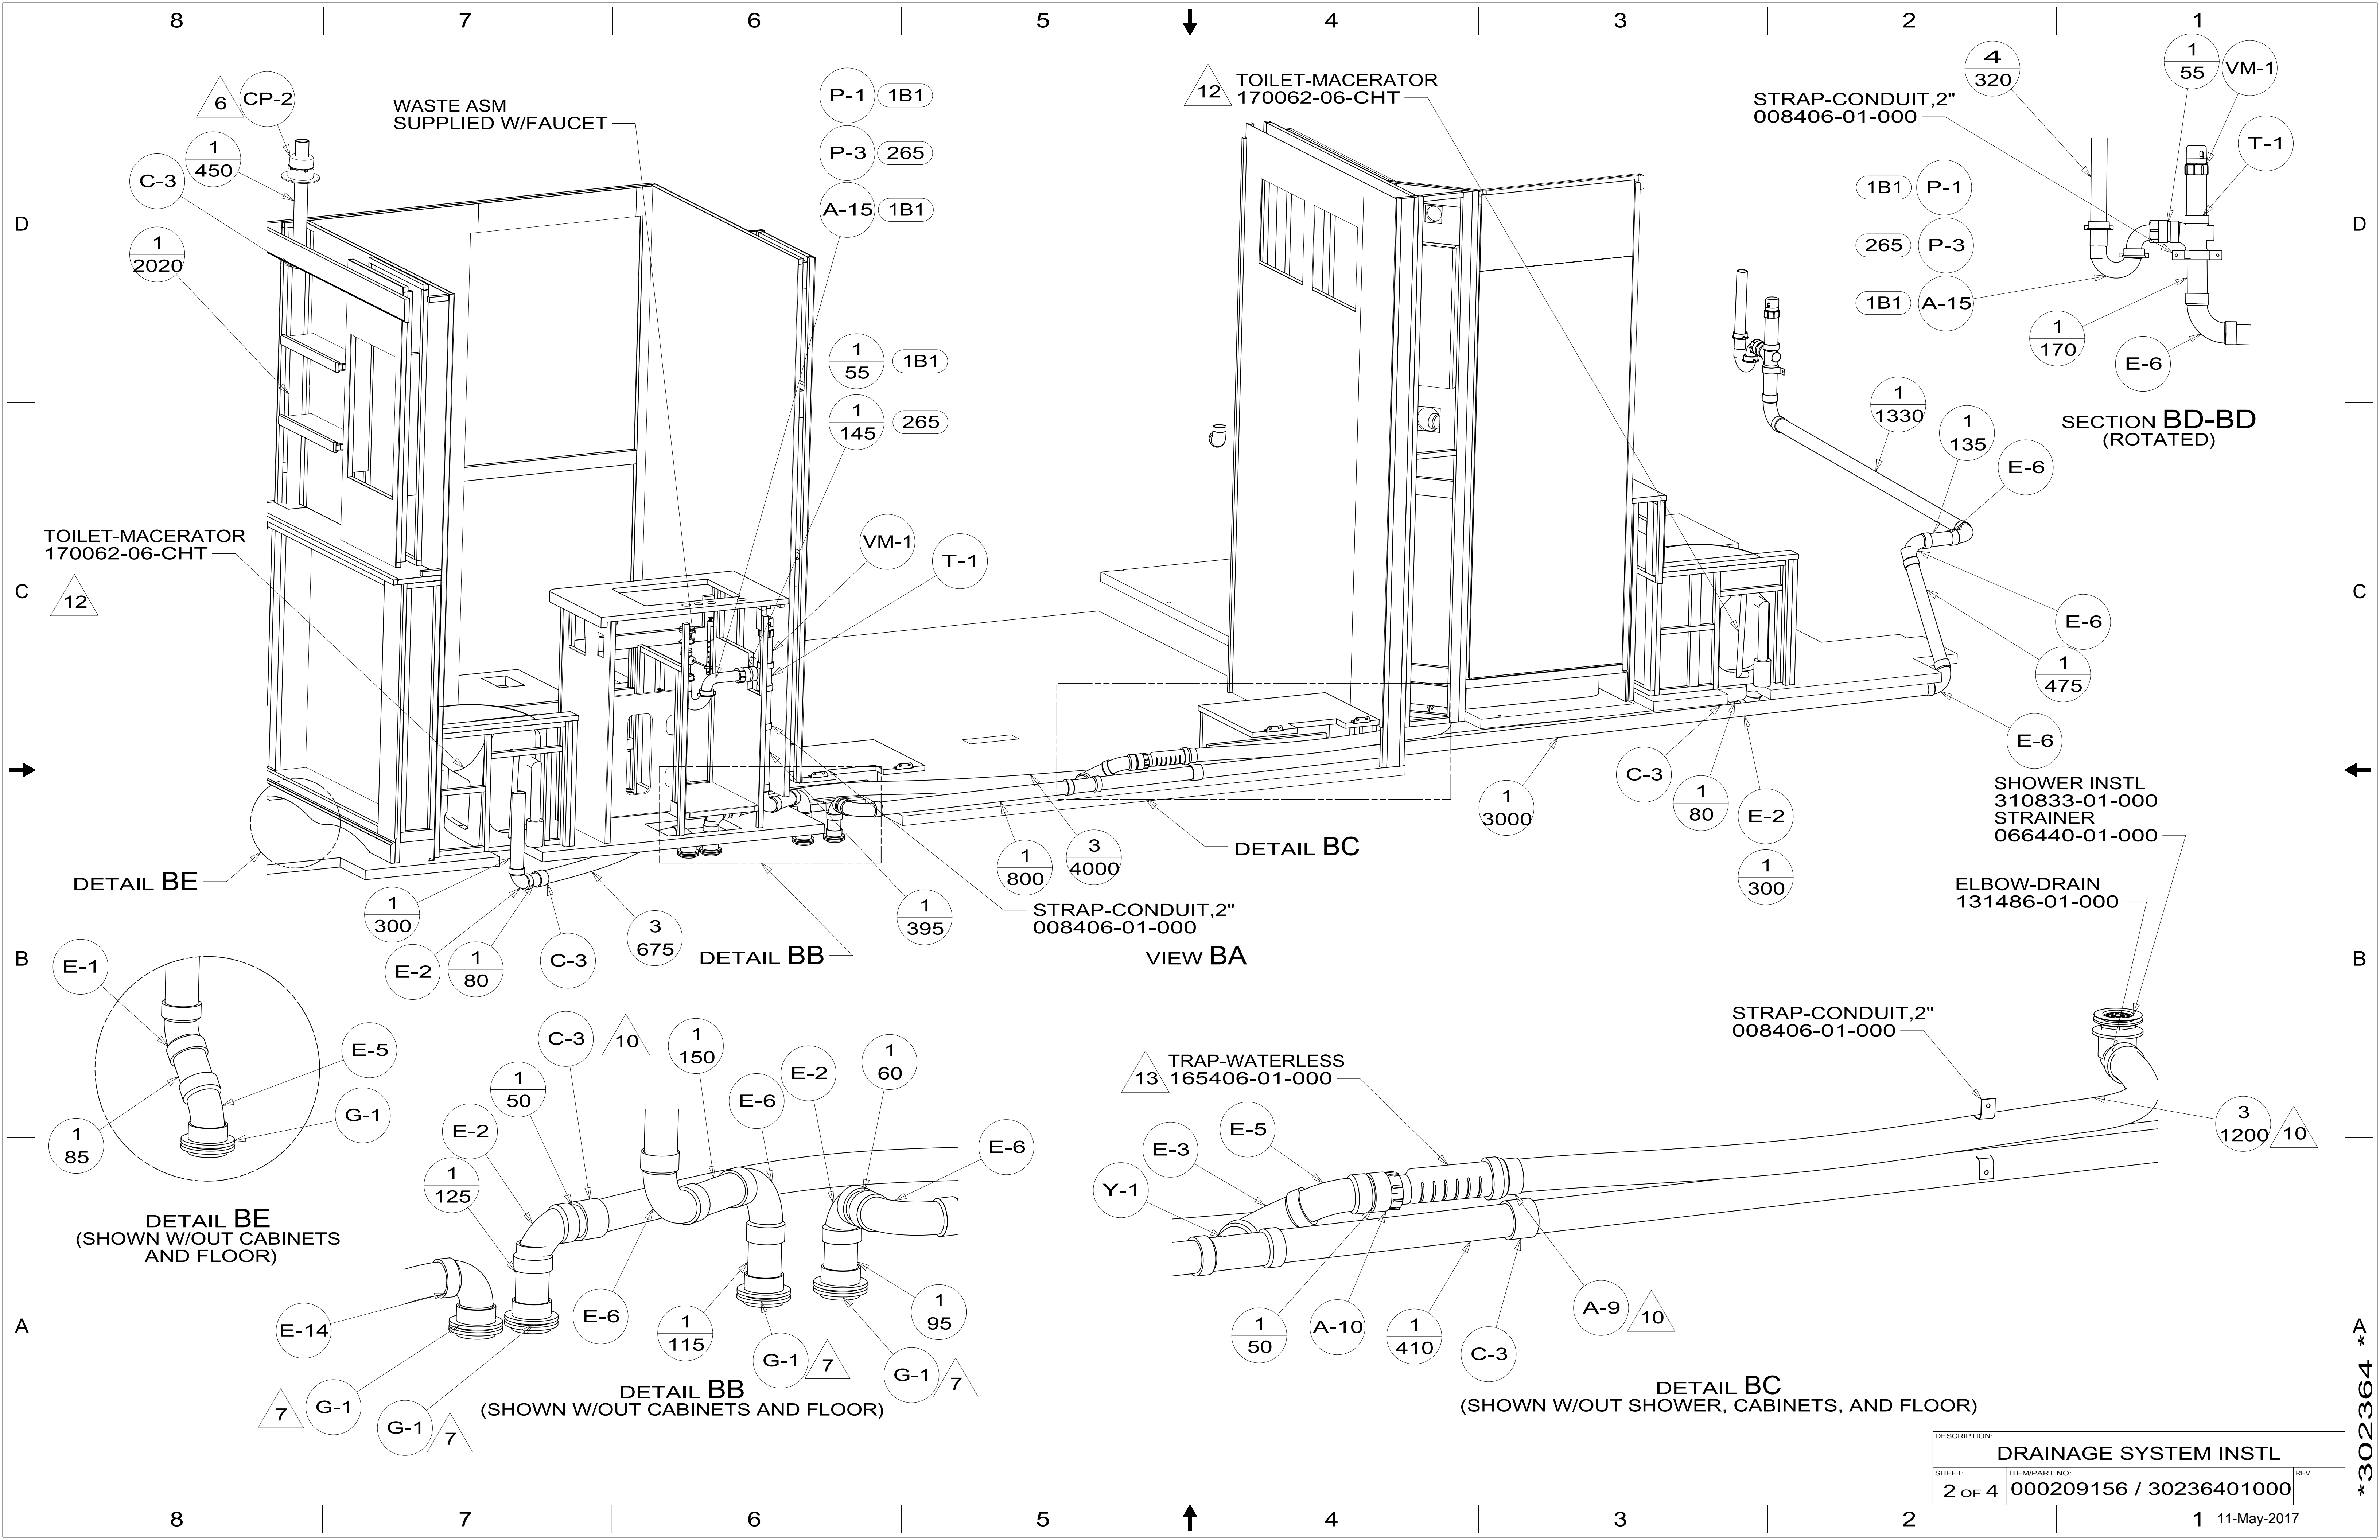 8 7 6 5 4 3 2 1
D
C
B
A
6
CP-2
1
450
C-3
1
2020
WASTE ASM
SUPPLIED W/FAUCET
P-1 1B1
P-3 265
A-15 1B1
1
55
1B1
1
145
265
VM-1
T-1
TOILET-MACERATOR
170062-06-CHT
12
12
TOILET-MACERATOR
170062-06-CHT
4
320
1
55
VM-1
STRAP-CONDUIT,2"
008406-01-000
T-1
1B1 P-1
265 P-3
1B1 A-15
1
170
E-6
SECTION BD-BD
(ROTATED)
1
1330
1
135
E-6
E-6
1
475
E-6
C-3
1
80
E-2
1
300
1
3000
DETAIL BC
3
4000
1
800
STRAP-CONDUIT,2"
008406-01-000
VIEW BA
1
395
DETAIL BB
3
675
C-3
1
80
E-2
1
300
DETAIL BE
SHOWER INSTL
310833-01-000
STRAINER
066440-01-000
ELBOW-DRAIN
131486-01-000
E-1
E-5
G-1
1
85
DETAIL BE
(SHOWN W/OUT CABINETS
AND FLOOR)
C-3
10
1
150
E-2
1
60
E-6
1
50
E-2
1
125
E-6
E-14
E-6
1
115
1
95
G-1
7
G-1
7
7
G-1
G-1
7
DETAIL BB
(SHOWN W/OUT CABINETS AND FLOOR)
STRAP-CONDUIT,2"
008406-01-000
13
TRAP-WATERLESS
165406-01-000
E-5
E-3
Y-1
3
1200
10
1
50
A-10
1
410
C-3
A-9
10
DETAIL BC
(SHOWN W/OUT SHOWER, CABINETS, AND FLOOR)
DESCRIPTION:
DRAINAGE SYSTEM INSTL
SHEET:
2 OF 4
ITEM/PART NO:
000209156 / 30236401000
REV
D
C
B
A
*302364 *
8 7 6 5 4 3 2 1
11-May-2017